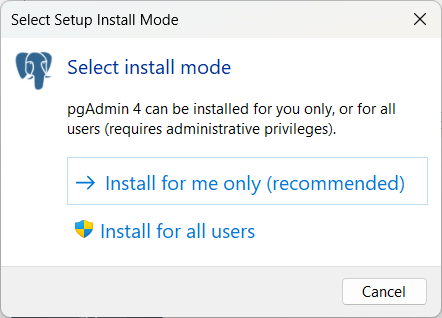 Select Setup Install Mode
Select install mode
pgAdmin 4 can be installed for you only, or for all
users (requires administrative privileges).
Install for me only (recommended)
Install for all users
Cancel